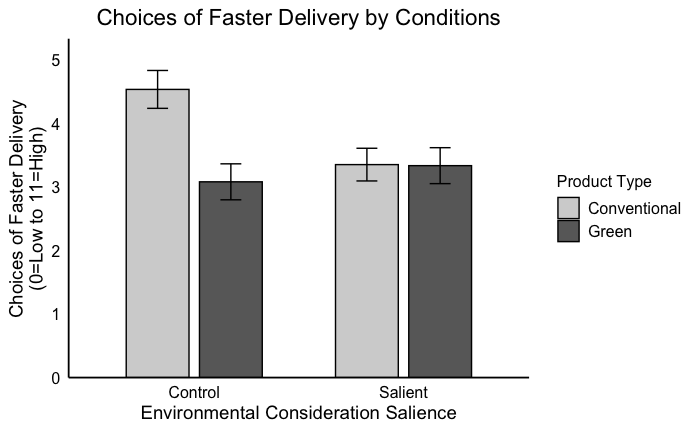 Choices of Faster Delivery by Conditions
Choices of Faster Delivery
(0=Low to 11=High)
5
4
3
2
1
0
Control
Salient
Environmental Consideration Salience
Product Type
Conventional
Green